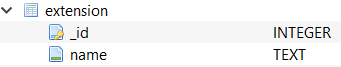 extension
_id INTEGER
name TEXT